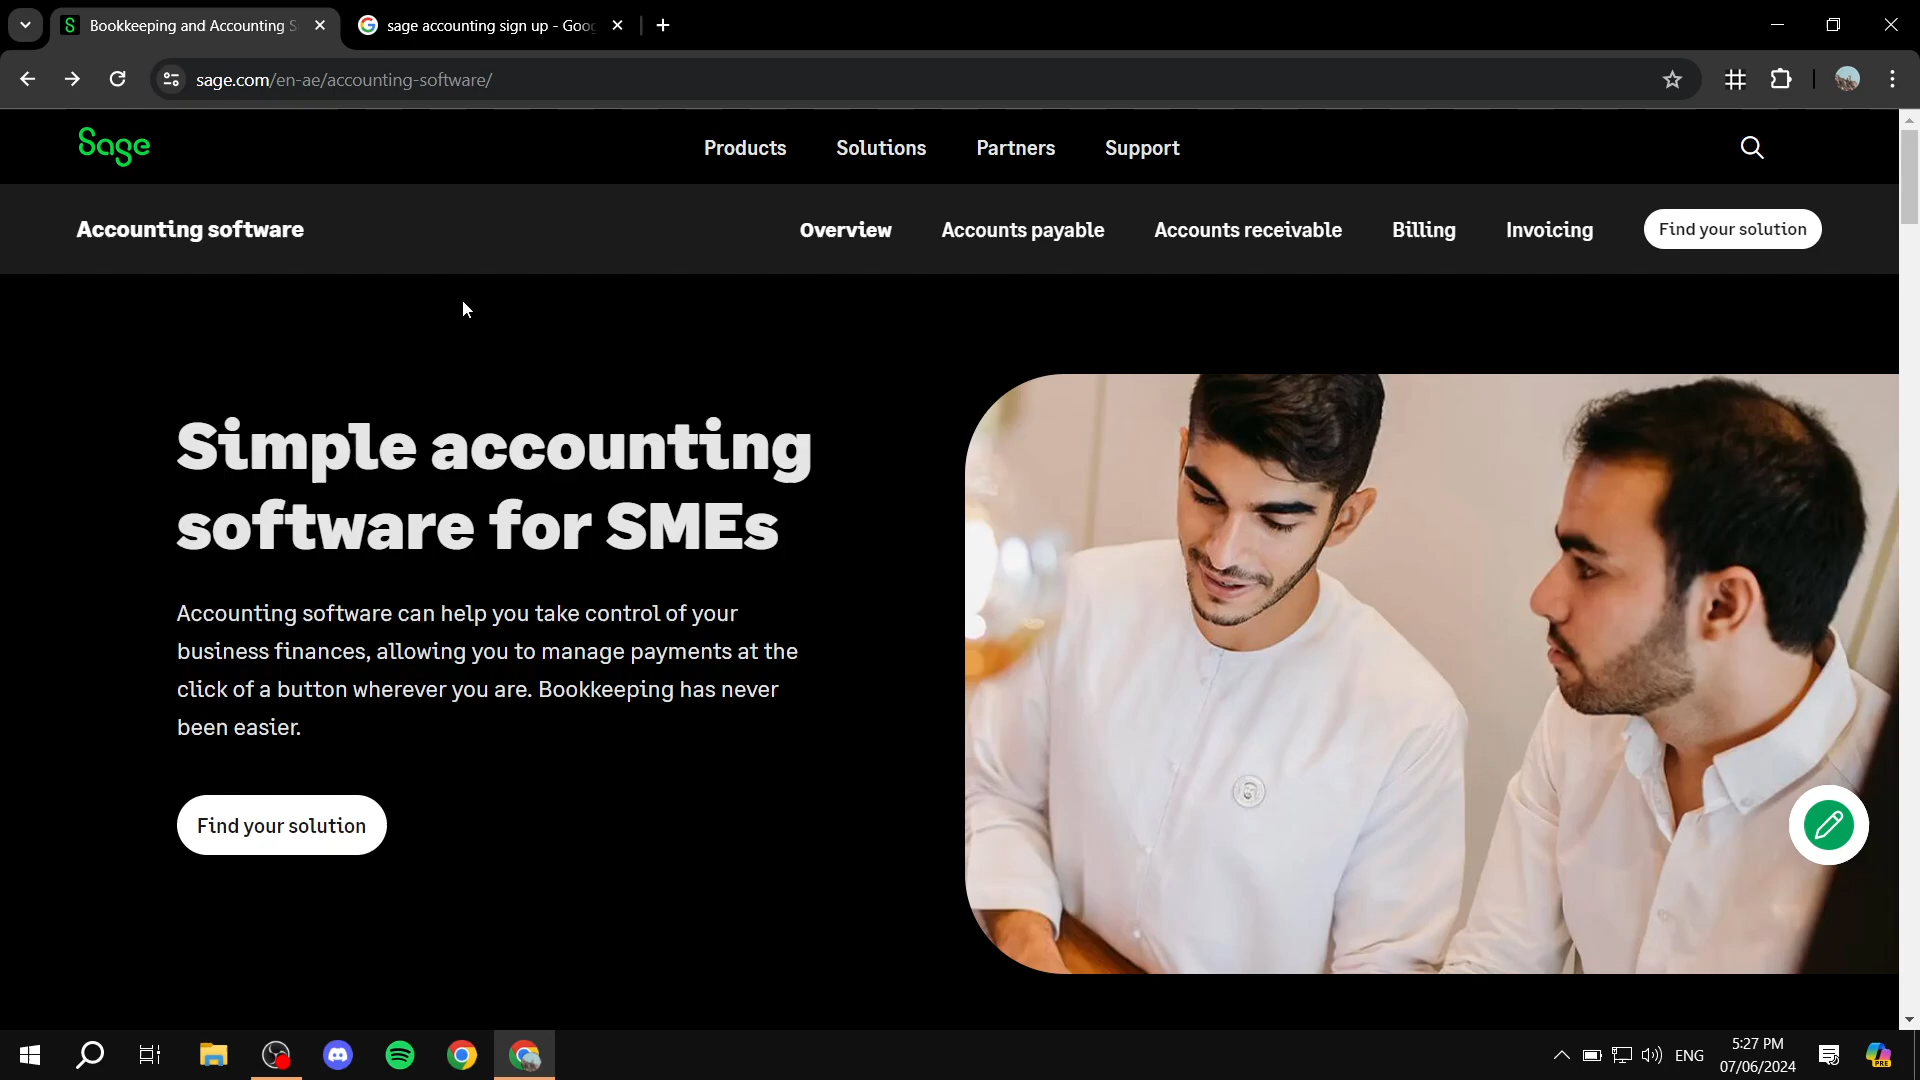 Bookkeeping and Accounting S
sage accounting sign up - Goo
sage.com/en-ae/accounting-software/
Sage
Products
Solutions
Partners
Support
Accounting software
Overview
Accounts payable
Accounts receivable
Billing
Invoicing
Find your solution
Simple accounting
software for SMEs
Accounting software can help you take control of your
business finances, allowing you to manage payments at the
click of a button wherever you are. Bookkeeping has never
been easier.
Find your solution
ENG
5:27 PM
07/06/2024
PRE